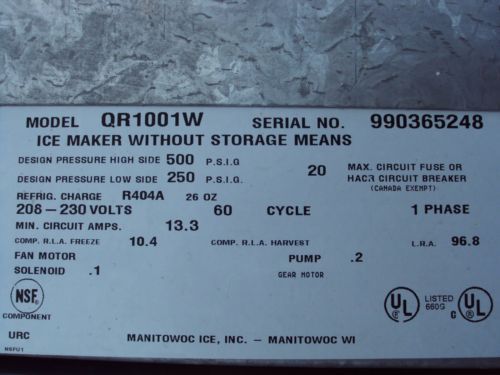 MODEL QR1001W SERIAL NO. 990365248
ICE MAKER WITHOUT STORAGE MEANS
DESIGN PRESSURE HIGH SIDE 500 P.S.I.G
DESIGN PRESSURE LOW SIDE 250 P.S.I.G.
20 MAX. CIRCUIT FUSE OR
HACR CIRCUIT BREAKER
(CANADA EXEMPT)
REFRIG. CHARGE R404A 26 OZ
208-230 VOLTS 60 CYCLE 1 PHASE
MIN. CIRCUIT AMPS. 13.3
COMP. R.L.A. FREEZE 10.4 COMP. R.L.A. HARVEST L.R.A. 96.8
FAN MOTOR PUMP .2
SOLENOID .1 GEAR MOTOR
NSF
COMPONENT
UL LISTED C UL
URC
NSFU1
MANITOWOC ICE, INC. - MANITOWOC WI